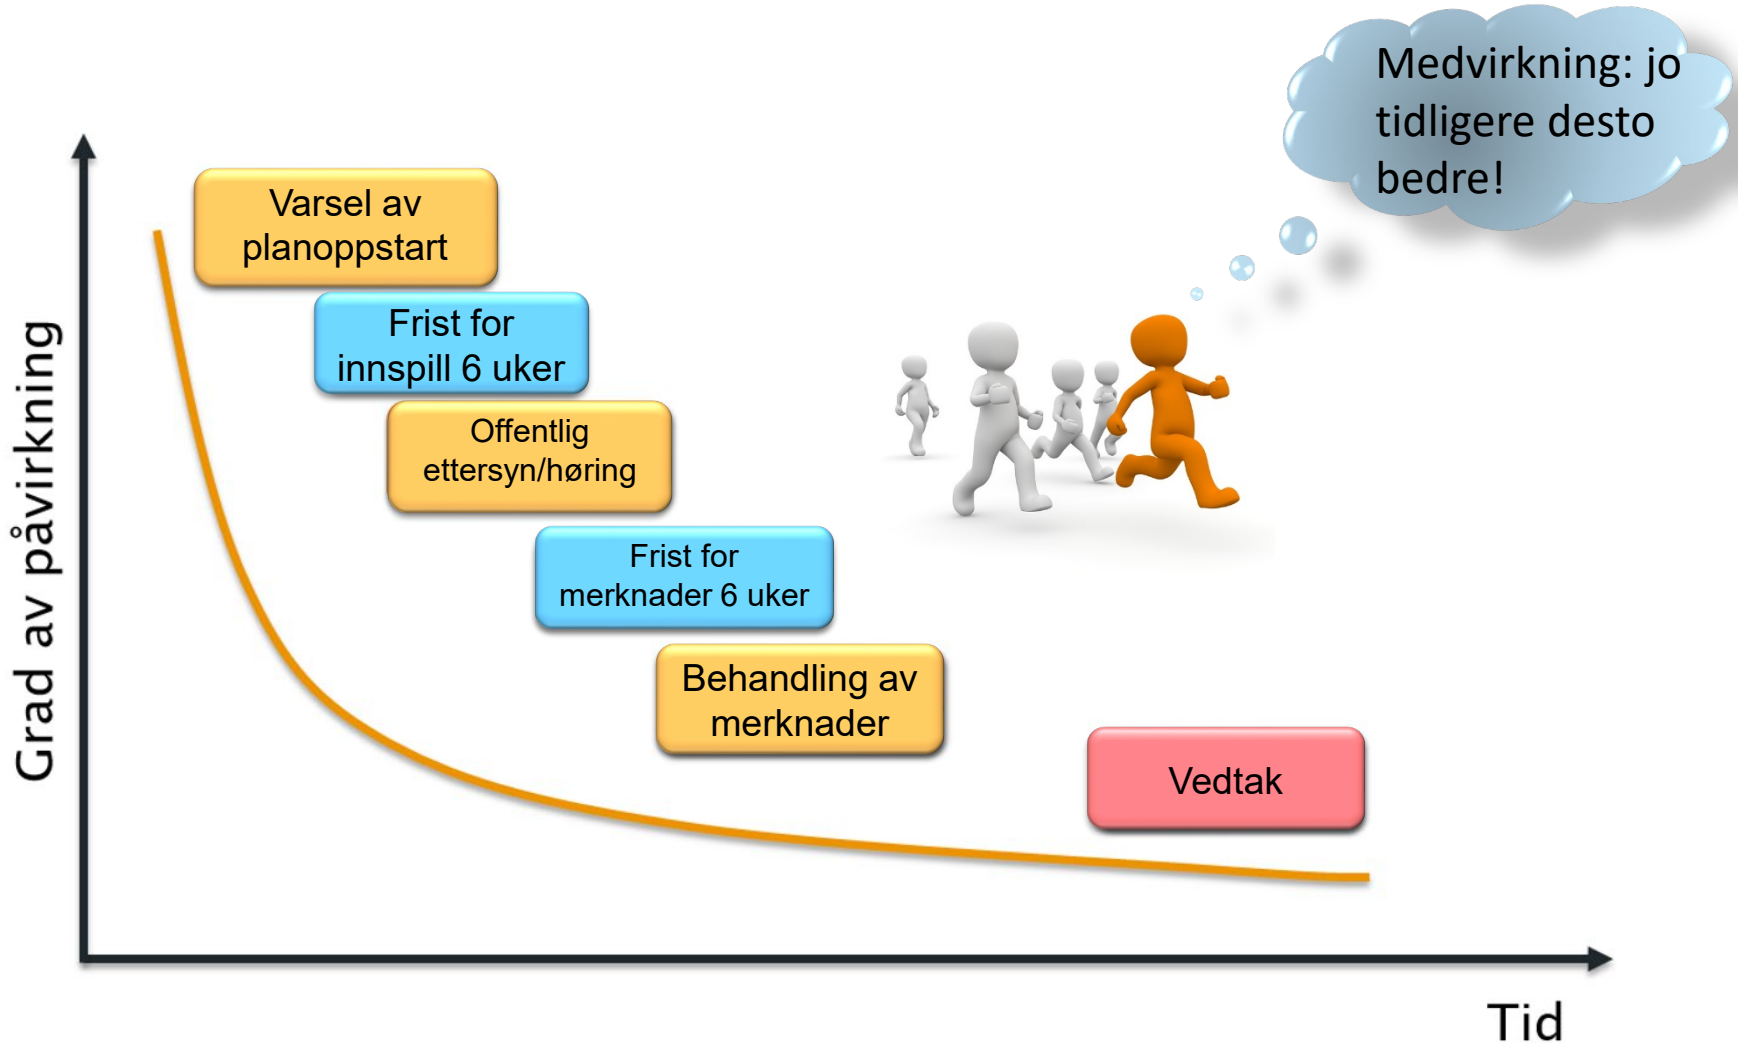 Medvirkning: jo
tidligere desto
bedre!
Varsel av
planoppstart
Frist for
innspill 6 uker
Offentlig
ettersyn/høring
Frist for
merknader 6 uker
Behandling av
merknader
Vedtak
Grad av påvirkning
Tid